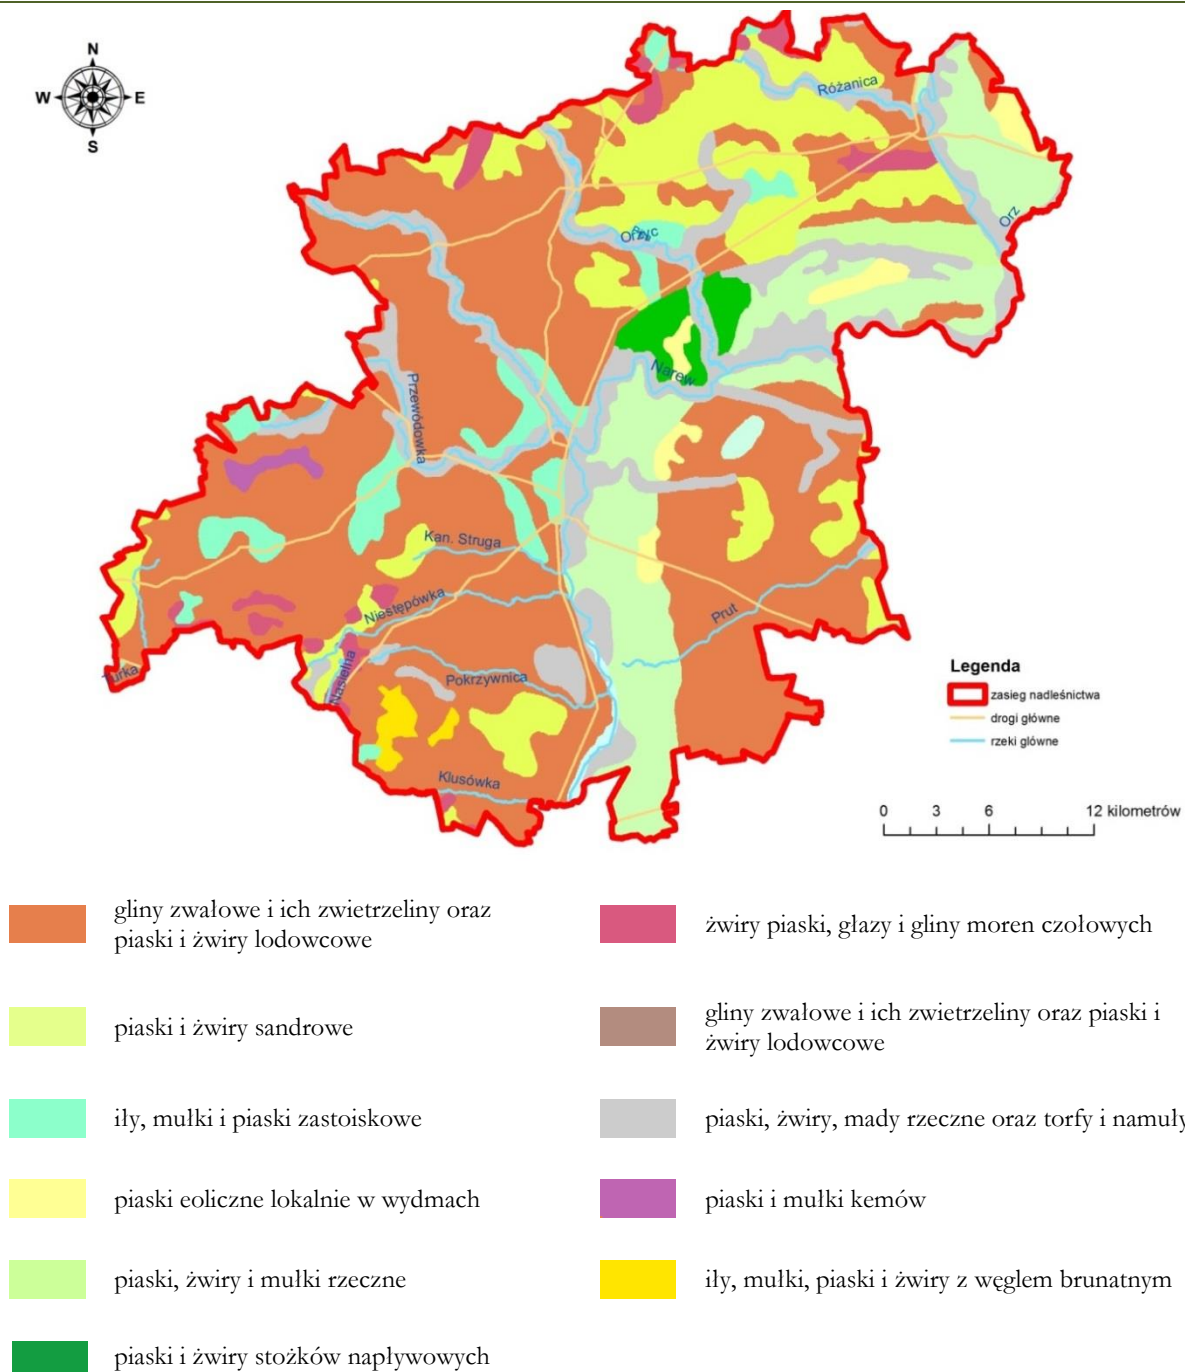 N
W
E
S
Różanica
Orz
Orzyc
Narew
Przewódówka
Kan. Struga
Niestępówka
Prut
Nasielna
Turka
Pokrzywnica
Klusówka
Legenda
zasięg nadleśnictwa
drogi główne
rzeki główne
0 3 6 12 kilometrów
gliny zwałowe i ich zwietrzeliny oraz
piaski i żwiry lodowcowe
żwiry piaski, głazy i gliny moren czołowych
piaski i żwiry sandrowe
gliny zwałowe i ich zwietrzeliny oraz piaski i
żwiry lodowcowe
iły, mułki i piaski zastoiskowe
piaski, żwiry, mady rzeczne oraz torfy i namuły
piaski eoliczne lokalnie w wydmach
piaski i mułki kemów
piaski, żwiry i mułki rzeczne
iły, mułki, piaski i żwiry z węglem brunatnym
piaski i żwiry stożków napływowych